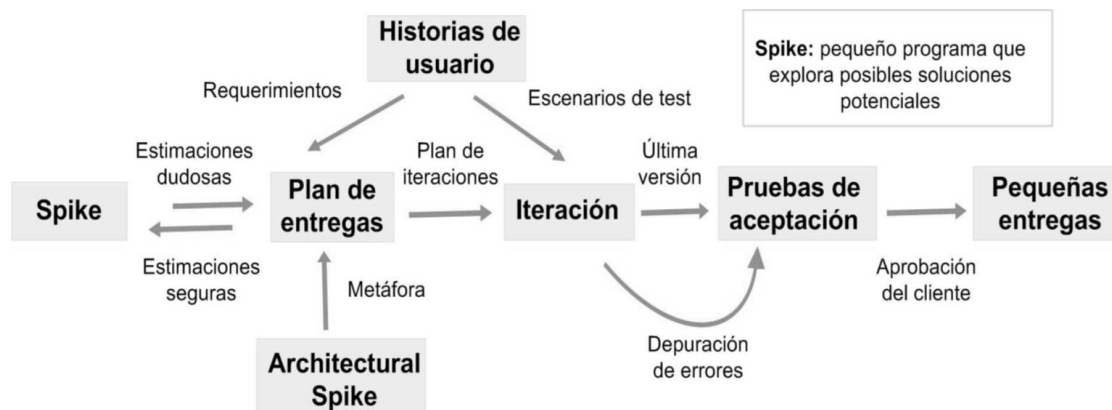 Historias de
usuario
Spike: pequeño programa que
explora posibles soluciones
potenciales
Requerimientos
Escenarios de test
Estimaciones
dudosas
Plan de
iteraciones
Última
versión
Spike
Plan de
entregas
Iteración
Pruebas de
aceptación
Pequeñas
entregas
Estimaciones
seguras
Metáfora
Aprobación
del cliente
Depuración
de errores
Architectural
Spike